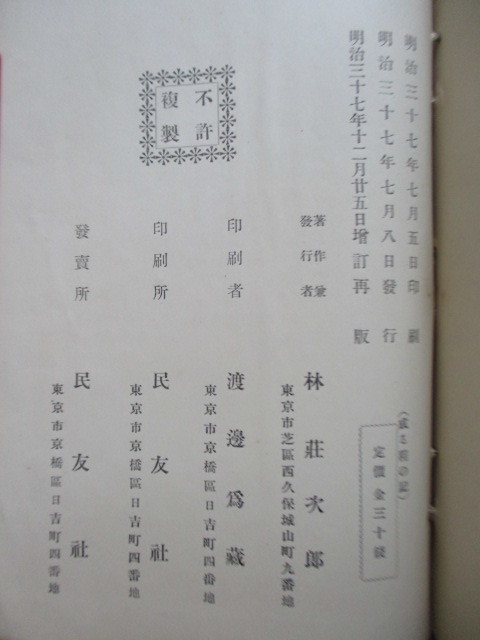 明治三十七年七月五日印刷
明治三十七年七月八日發行
明治三十七年十二月廿五日增訂再版
不許
複製
定價金三十錢
著作兼
發行者
林莊次郎
東京市芝區西久保城山町九番地
印刷者
渡邊爲藏
東京市京橋區日吉町四番地
印刷所
民友社
東京市京橋區日吉町四番地
發賣所
民友社
東京市京橋區日吉町四番地